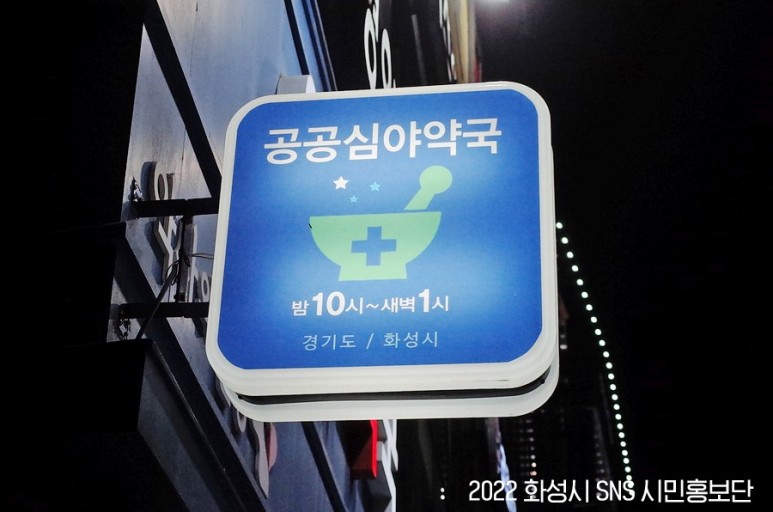 공공심야약국
밤 10시~새벽 1시
경기도 / 화성시
2022 화성시 SNS 시민홍보단